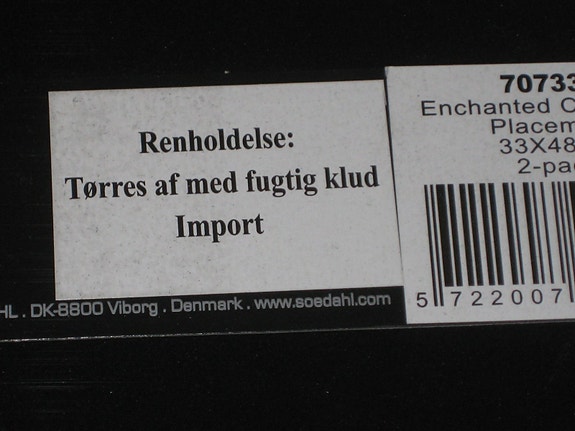 Renholdelse:
Tørres af med fugtig klud
Import
HL . DK-8800 Viborg . Denmark . www.soedahl.com
70733
Enchanted
Placem
33X48
2-pa
5 722007